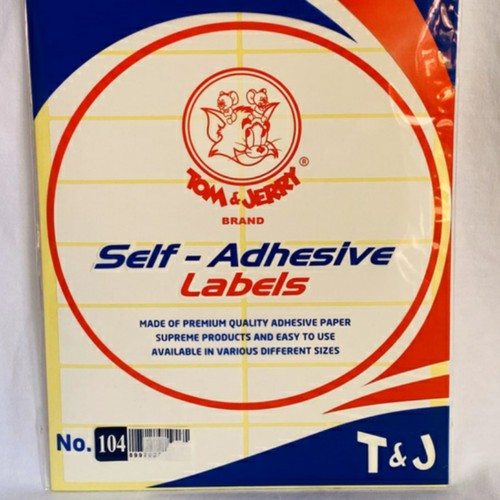 TOM & JERRY ®
BRAND
Self - Adhesive
Labels
MADE OF PREMIUM QUALITY ADHESIVE PAPER
SUPREME PRODUCTS AND EASY TO USE
AVAILABLE IN VARIOUS DIFFERENT SIZES
No. 104
T & J